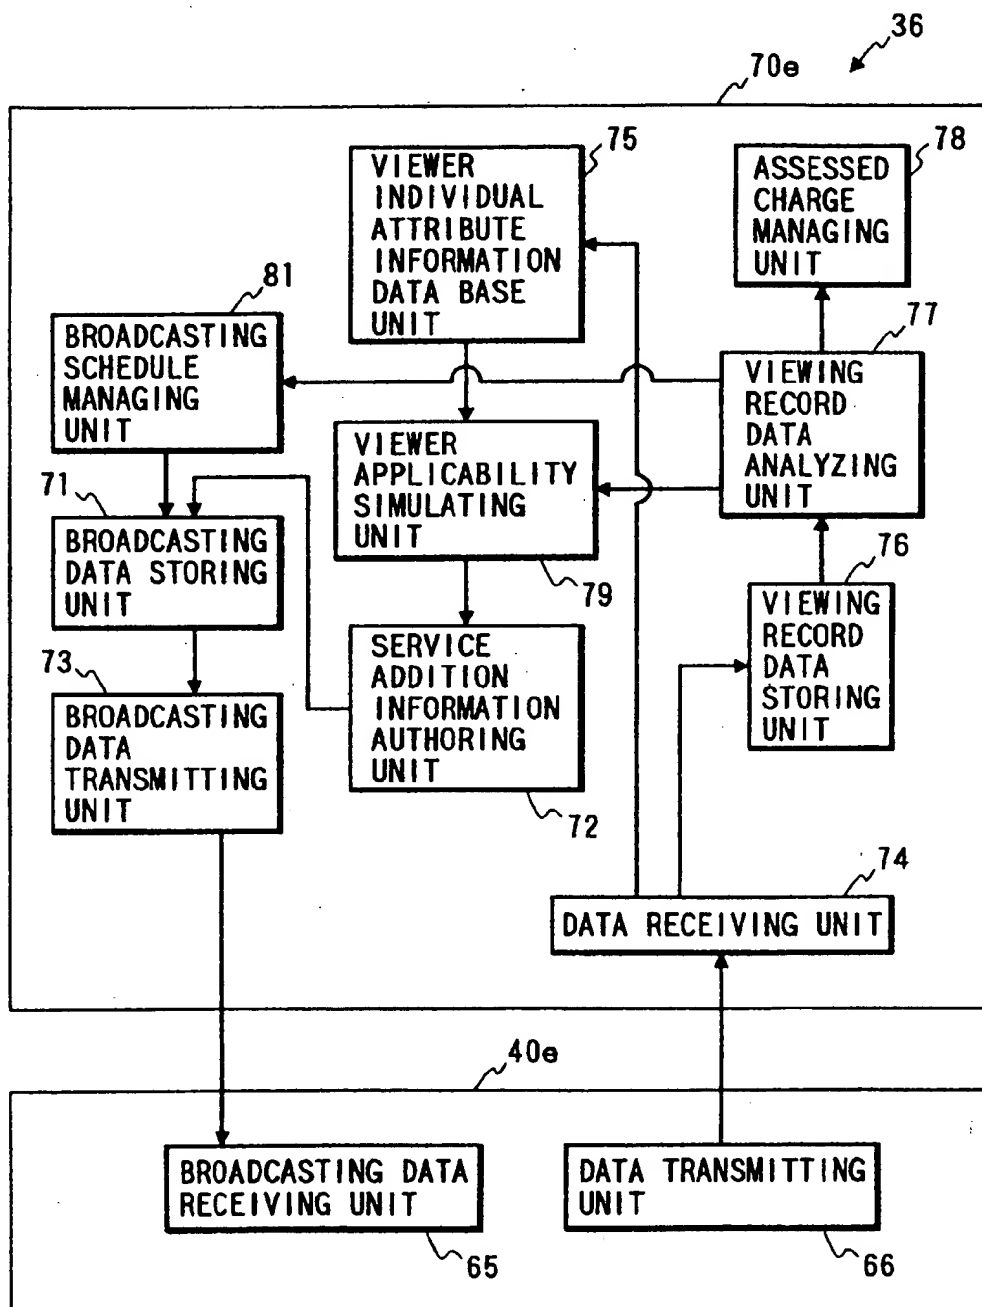 36
70e
75
VIEWER
INDIVIDUAL
ATTRIBUTE
INFORMATION
DATA BASE
UNIT
78
ASSESSED
CHARGE
MANAGING
UNIT
81
BROADCASTING
SCHEDULE
MANAGING
UNIT
77
VIEWING
RECORD
DATA
ANALYZING
UNIT
VIEWER
APPLICABILITY
SIMULATING
UNIT
79
71
BROADCASTING
DATA STORING
UNIT
76
VIEWING
RECORD
DATA
STORING
UNIT
SERVICE
ADDITION
INFORMATION
AUTHORING
UNIT
72
73
BROADCASTING
DATA
TRANSMITTING
UNIT
74
DATA RECEIVING UNIT
40e
BROADCASTING DATA
RECEIVING UNIT
65
DATA TRANSMITTING
UNIT
66